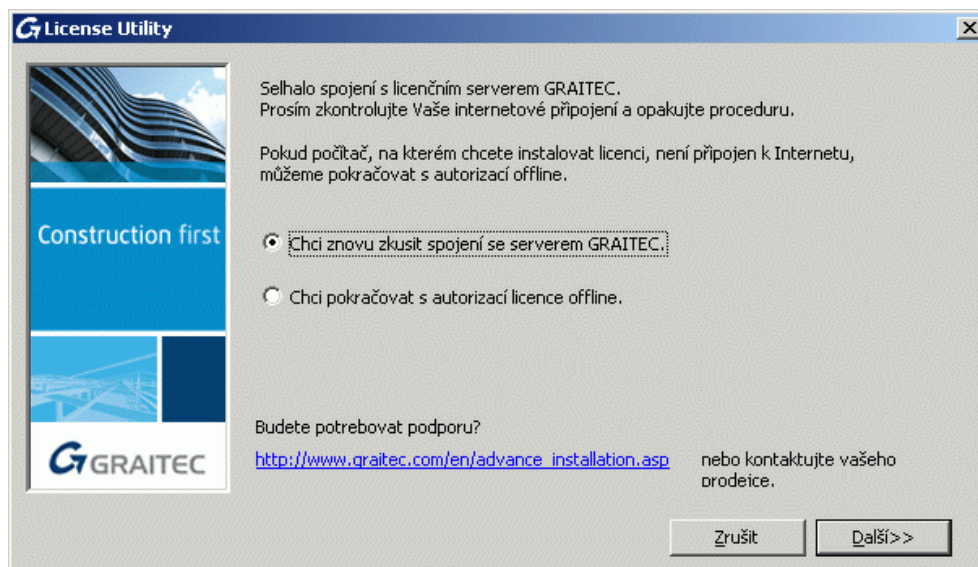 License Utility
Selhalo spojení s licenčním serverem GRAITEC.
Prosím zkontrolujte Vaše internetové připojení a opakujte proceduru.
Pokud počítač, na kterém chcete instalovat licenci, není připojen k Internetu,
můžeme pokračovat s autorizací offline.
Construction first
Chci znovu zkusit spojení se serverem GRAITEC.
Chci pokračovat s autorizací licence offline.
Budete potrebovat podporu?
http://www.graitec.com/en/advance_installation.asp
nebo kontaktujte vašeho
prodejce.
GRAITEC
Zrušit
Další>>